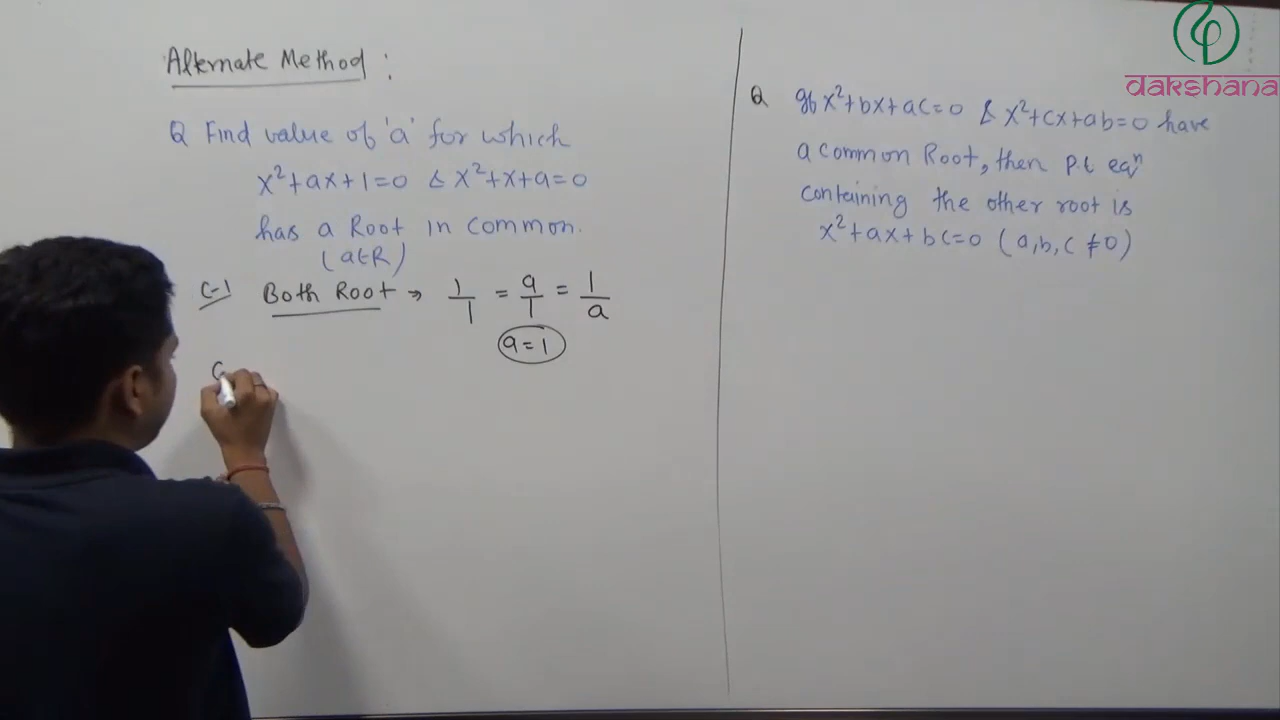 Alternate Method :
Q Find value of 'a' for which
x²+ax+1=0 & x²+x+a=0
has a Root in common.
(a∈R)
C-1 Both Root → 1/1 = a/1 = 1/a
a=1
C
Q If x²+bx+ac=0 & x²+cx+ab=0 have
a common Root, then P.t eqⁿ
containing the other root is
x²+ax+bc=0 (a,b,c ≠0)
dakshana